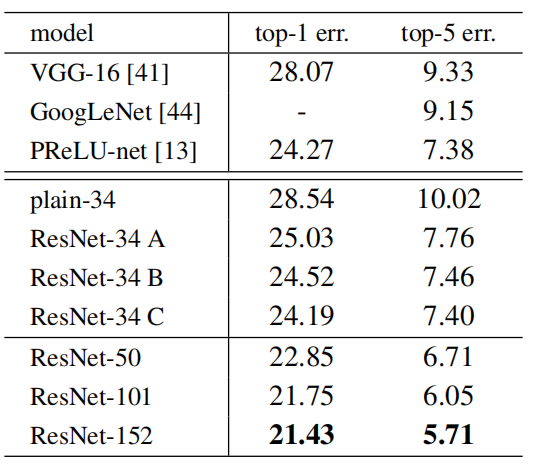 model top-1 err. top-5 err.
VGG-16 [41] 28.07 9.33
GoogLeNet [44] - 9.15
PReLU-net [13] 24.27 7.38
plain-34 28.54 10.02
ResNet-34 A 25.03 7.76
ResNet-34 B 24.52 7.46
ResNet-34 C 24.19 7.40
ResNet-50 22.85 6.71
ResNet-101 21.75 6.05
ResNet-152 21.43 5.71